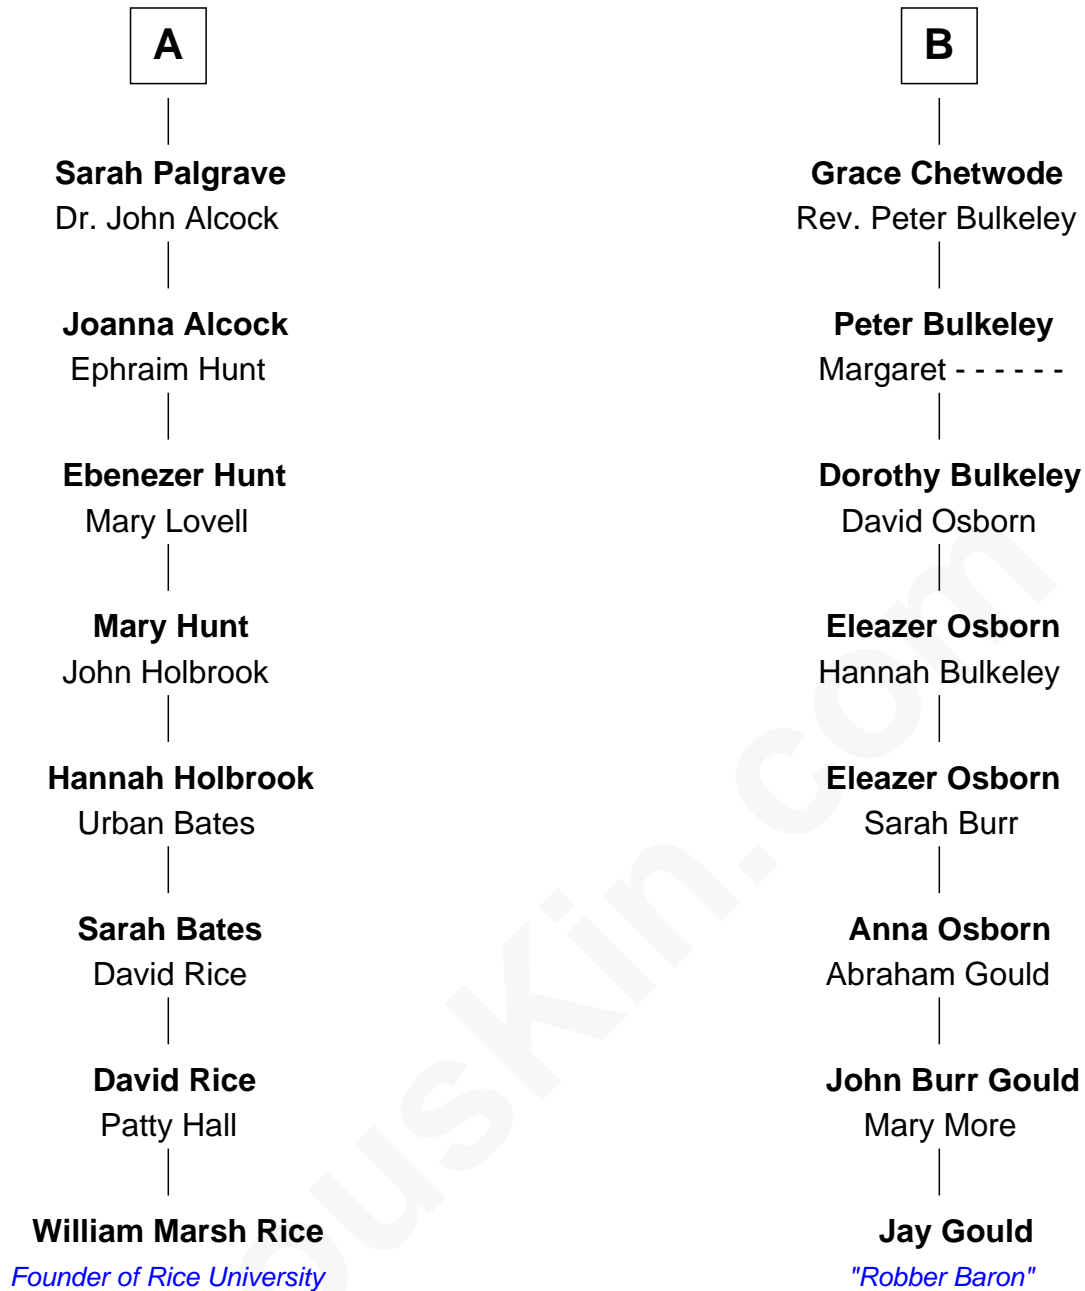 A
Sarah Palgrave
Dr. John Alcock
Joanna Alcock
Ephraim Hunt
Ebenezer Hunt
Mary Lovell
Mary Hunt
John Holbrook
Hannah Holbrook
Urban Bates
Sarah Bates
David Rice
David Rice
Patty Hall
William Marsh Rice
Founder of Rice University
B
Grace Chetwode
Rev. Peter Bulkeley
Peter Bulkeley
Margaret - - - - - -
Dorothy Bulkeley
David Osborn
Eleazer Osborn
Hannah Bulkeley
Eleazer Osborn
Sarah Burr
Anna Osborn
Abraham Gould
John Burr Gould
Mary More
Jay Gould
"Robber Baron"
ousKin.com